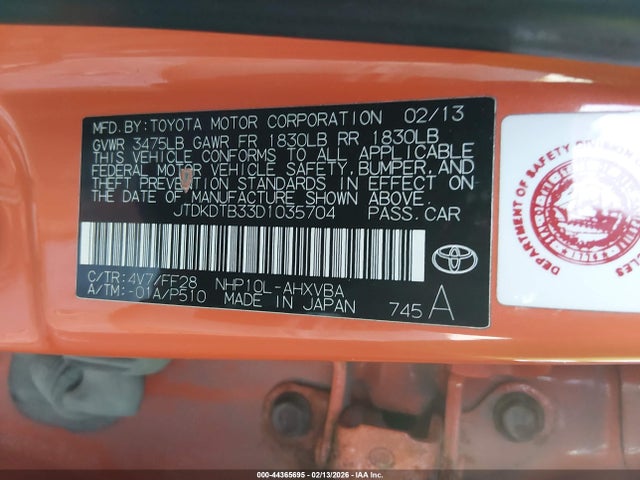 MFD.BY:TOYOTA MOTOR CORPORATION 02/13
GVWR 3475LB GAWR FR 1830LB RR 1830LB
THIS VEHICLE CONFORMS TO ALL APPLICABLE
FEDERAL MOTOR VEHICLE SAFETY, BUMPER, AND
THEFT PREVENTION STANDARDS IN EFFECT ON
THE DATE OF MANUFACTURE SHOWN ABOVE.
JTDKDTB33D1035704 PASS.CAR
C/TR:4V7/FF28 NHP10L-AHXVBA
A/TM:-01A/P510 MADE IN JAPAN 745 A
TOYOTA
DEPARTMENT OF SAFETY
000-44365695 - 02/13/2026 - IAA Inc.